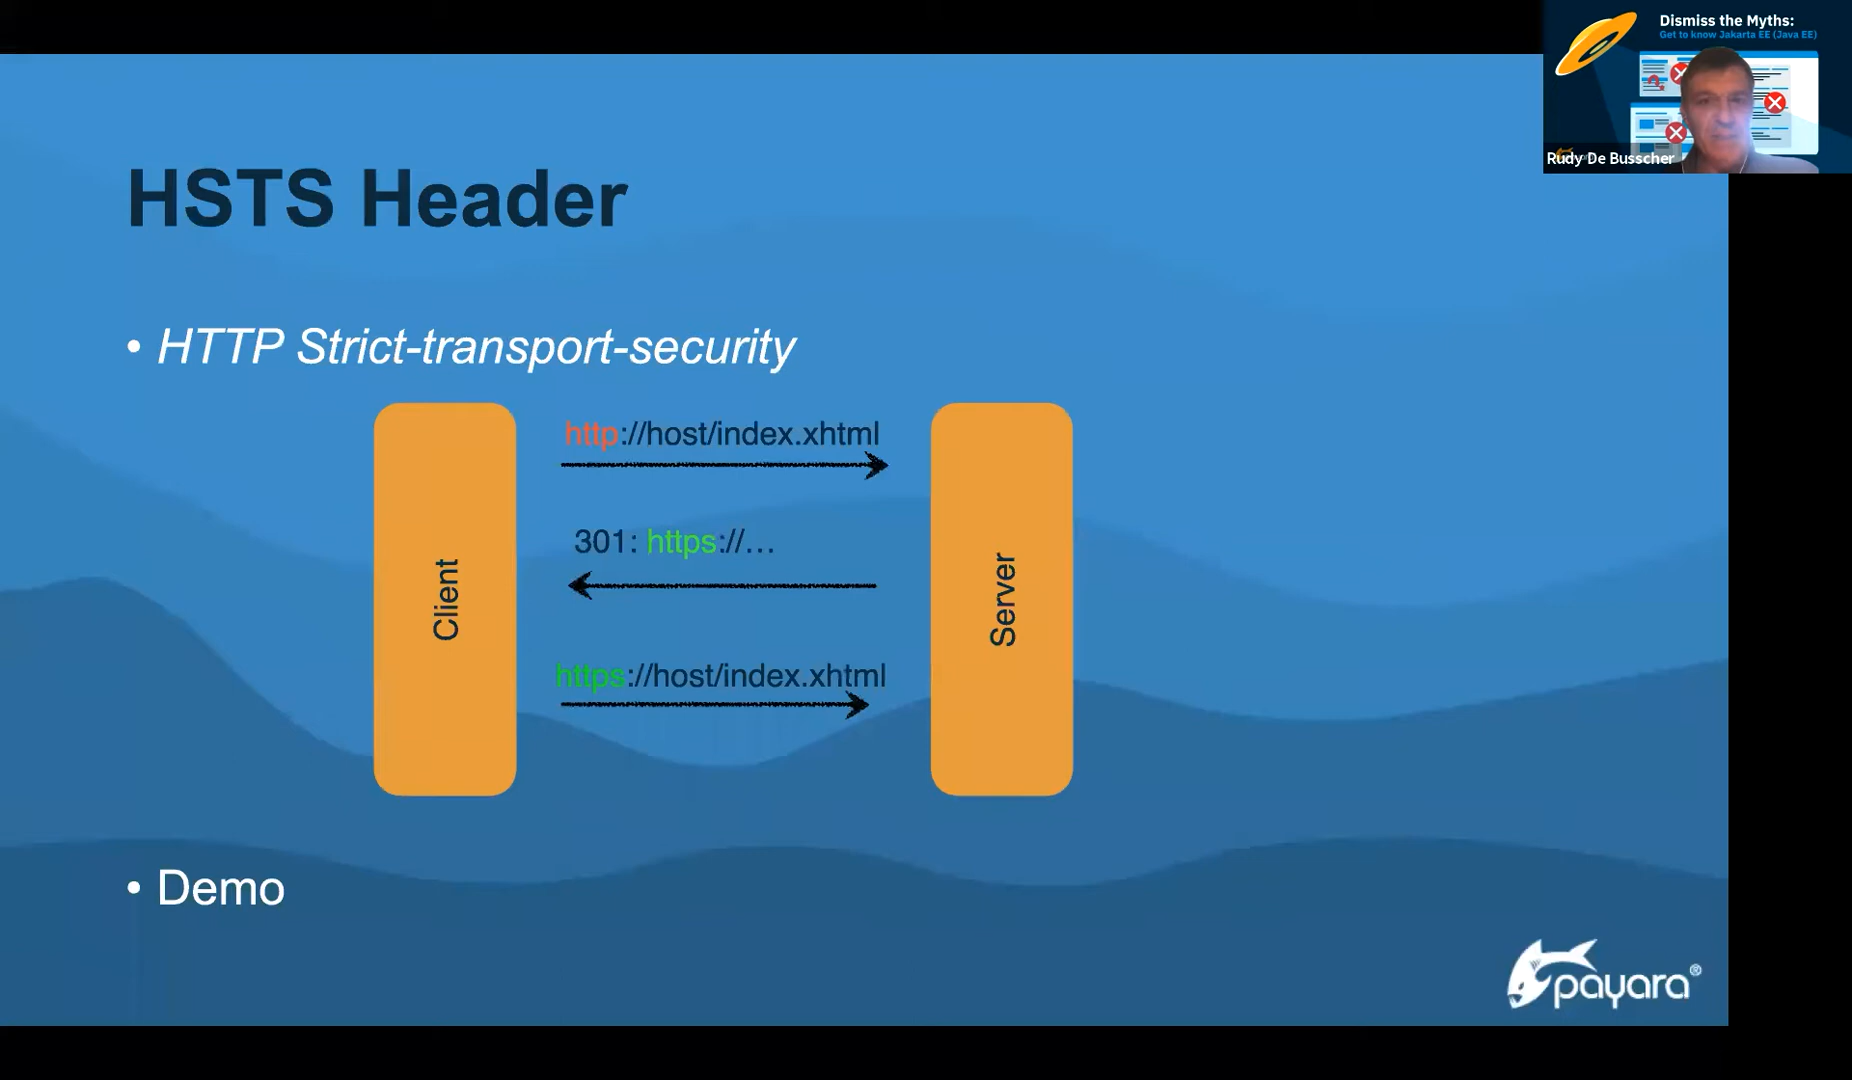 Dismiss the Myths:
Get to know Jakarta EE (Java EE)
Rudy De Busscher
HSTS Header
• HTTP Strict-transport-security
http://host/index.xhtml
301: https://...
https://host/index.xhtml
Client
Server
• Demo
payara®